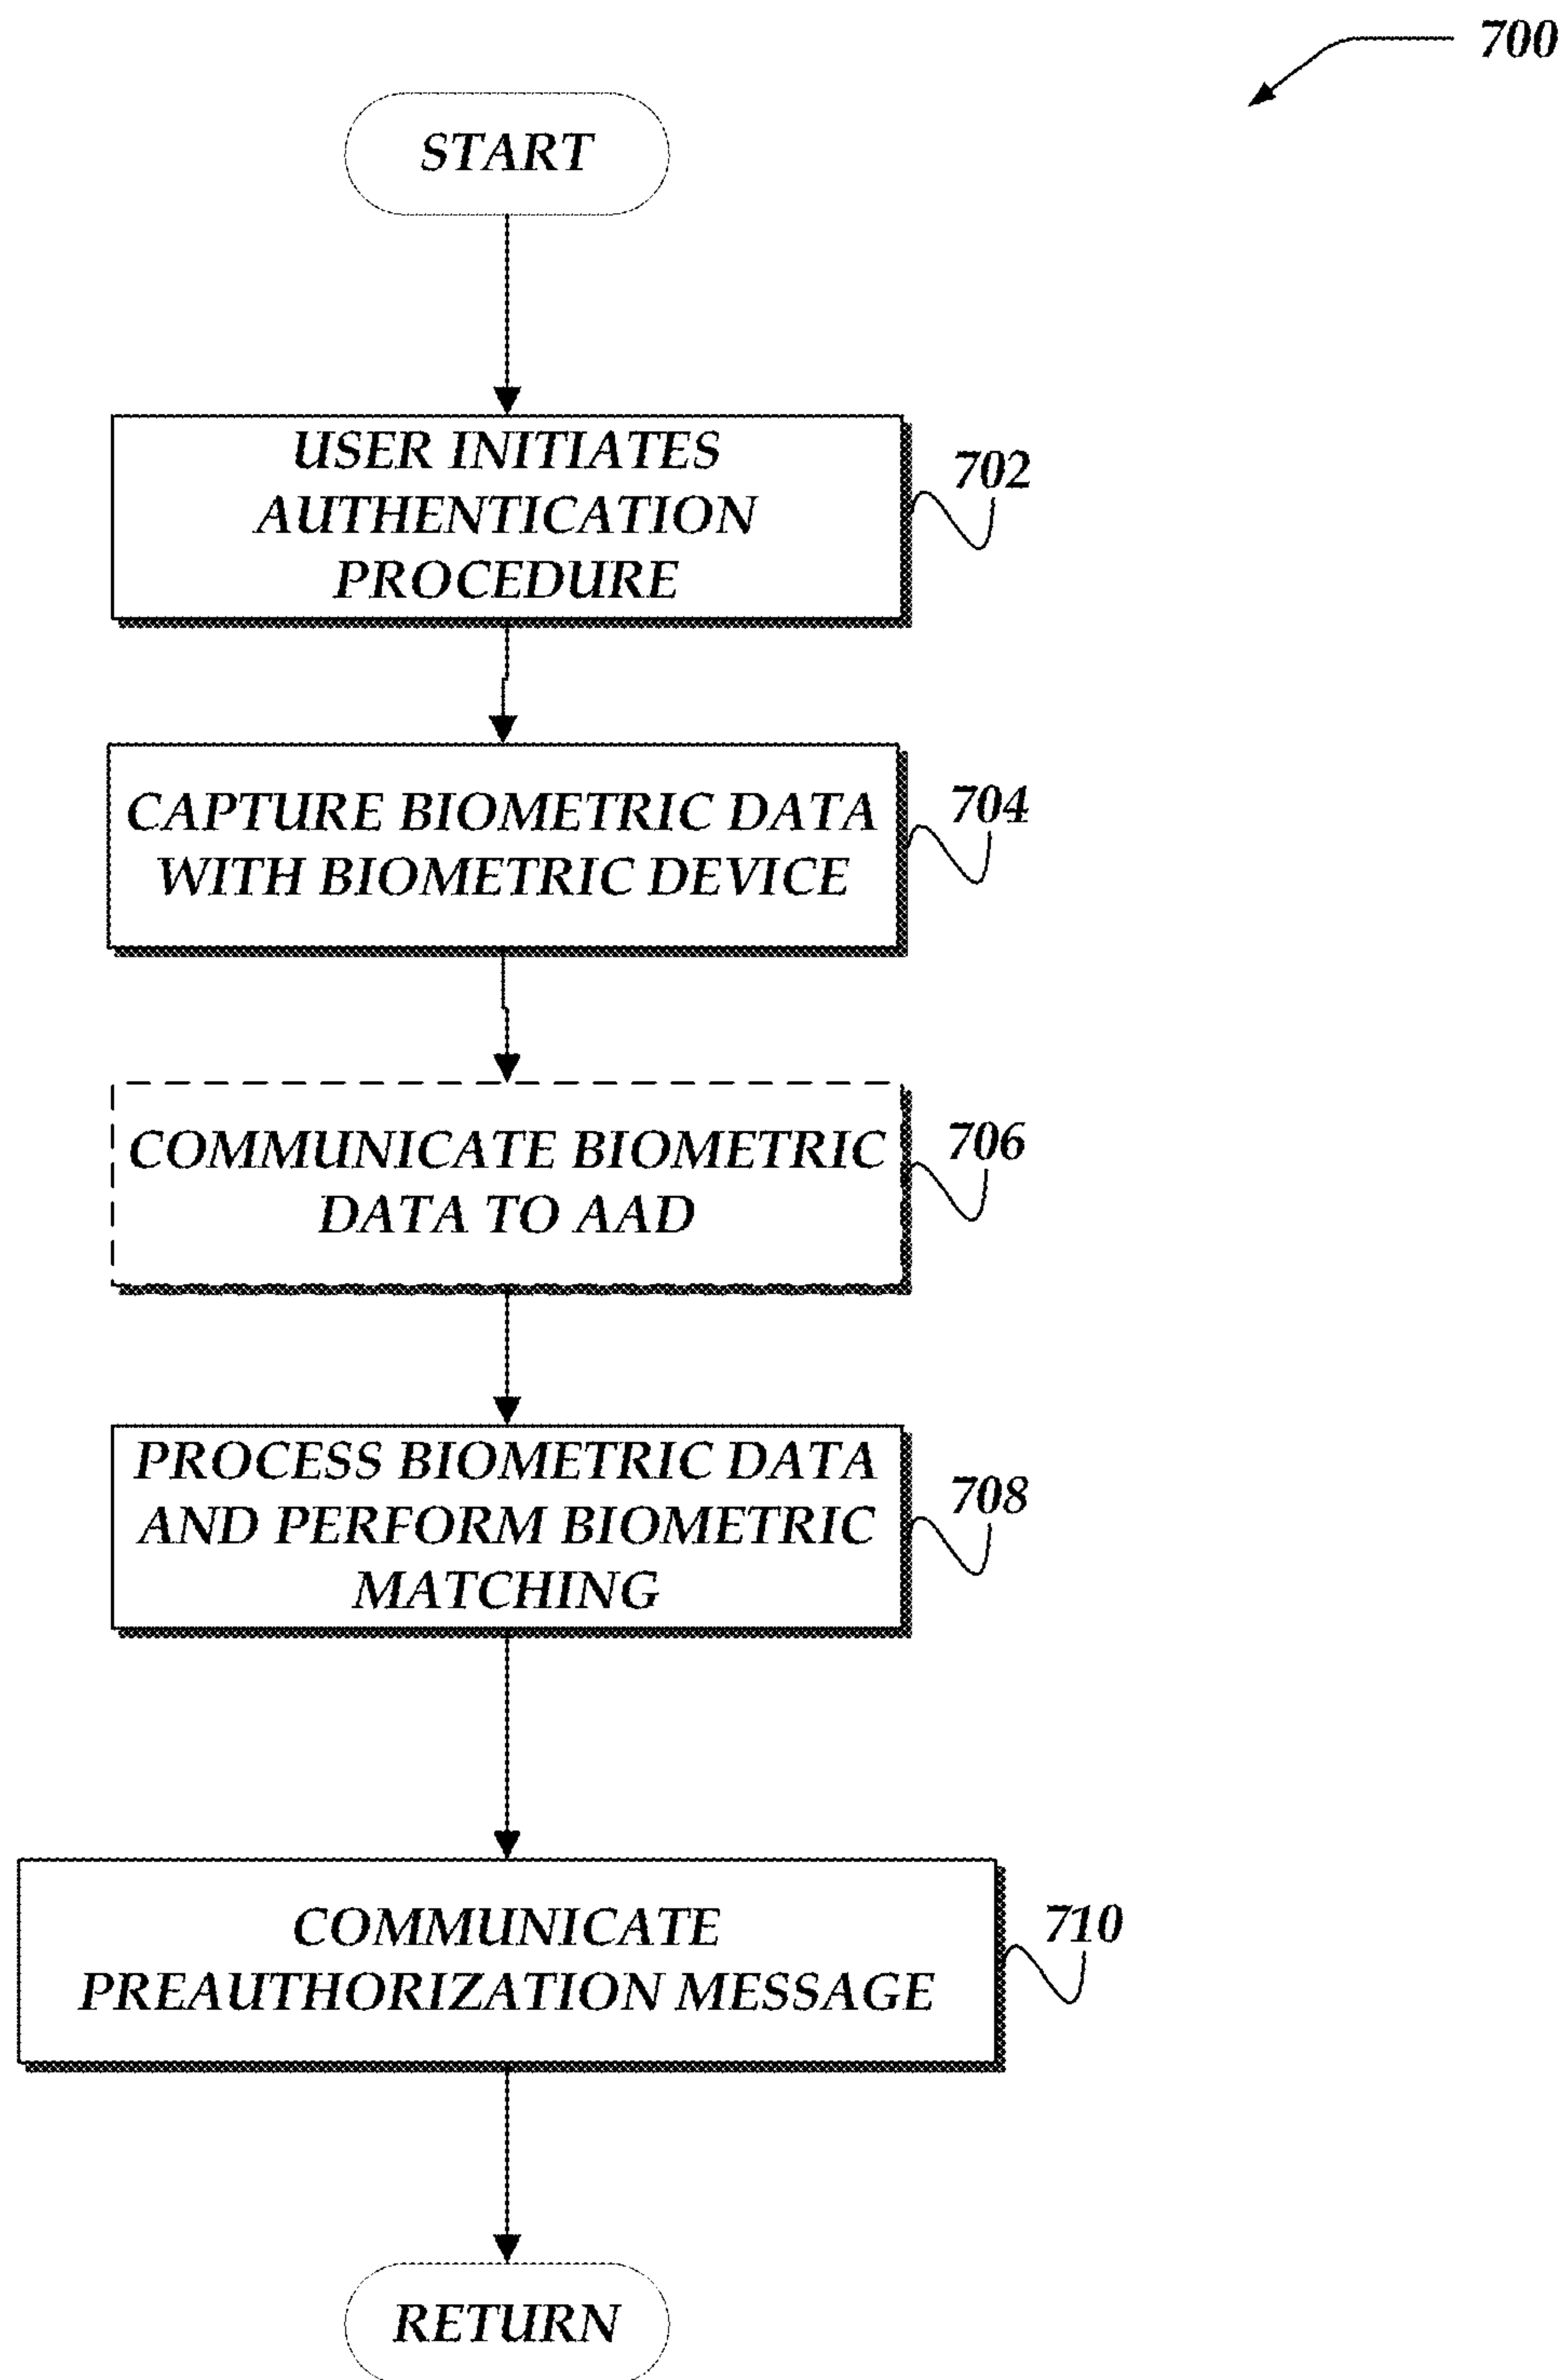 700
START
USER INITIATES
AUTHENTICATION
PROCEDURE
702
CAPTURE BIOMETRIC DATA
WITH BIOMETRIC DEVICE
704
COMMUNICATE BIOMETRIC
DATA TO AAD
706
PROCESS BIOMETRIC DATA
AND PERFORM BIOMETRIC
MATCHING
708
COMMUNICATE
PREAUTHORIZATION MESSAGE
710
RETURN